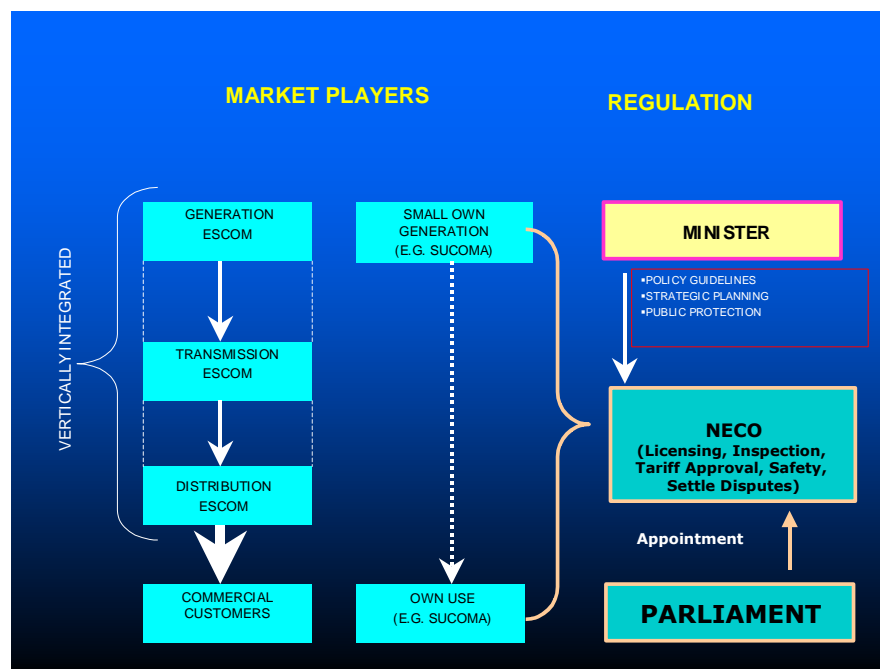 MARKET PLAYERS
REGULATION
VERTICALLY INTEGRATED
GENERATION
ESCOM
TRANSMISSION
ESCOM
DISTRIBUTION
ESCOM
COMMERCIAL
CUSTOMERS
SMALL OWN
GENERATION
(E.G. SUCOMA)
OWN USE
(E.G. SUCOMA)
MINISTER
▪POLICY GUIDELINES
▪STRATEGIC PLANNING
▪PUBLIC PROTECTION
NECO
(Licensing, Inspection,
Tariff Approval, Safety,
Settle Disputes)
Appointment
PARLIAMENT